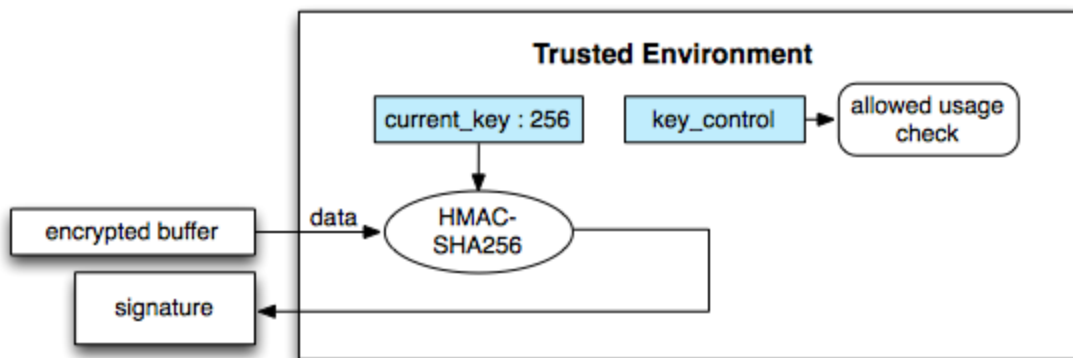 Trusted Environment
current_key : 256
key_control
allowed usage
check
encrypted buffer
data
HMAC-
SHA256
signature